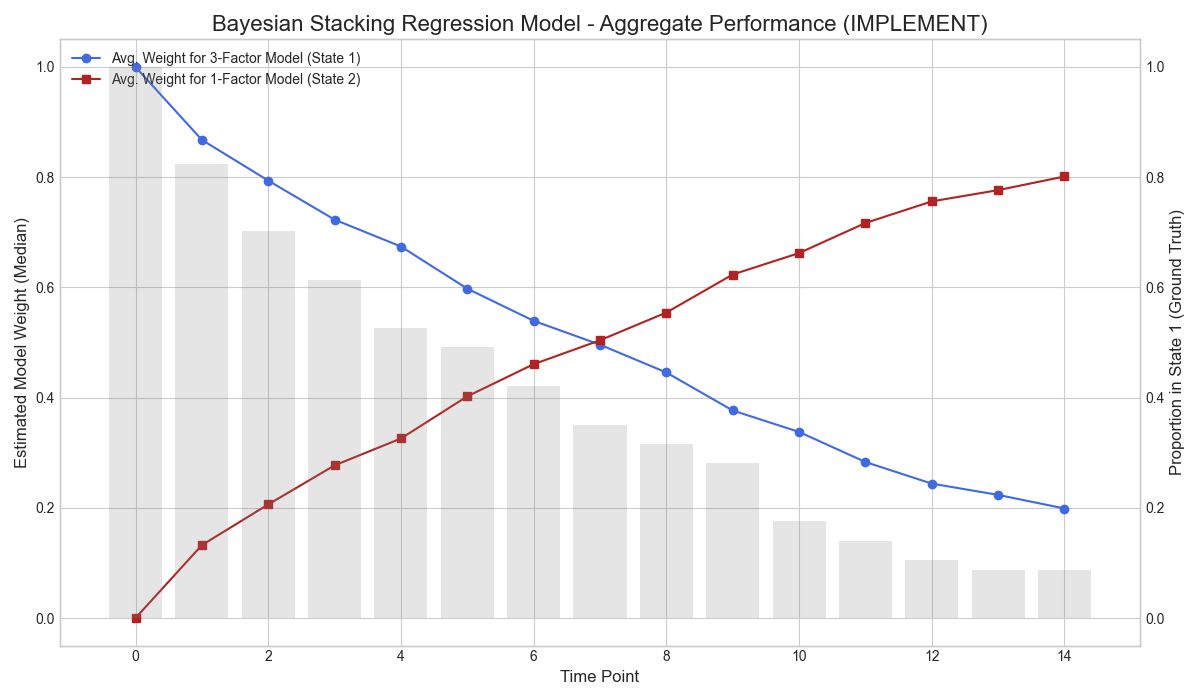 Bayesian Stacking Regression Model - Aggregate Performance (IMPLEMENT)
Avg. Weight for 3-Factor Model (State 1)
Avg. Weight for 1-Factor Model (State 2)
Estimated Model Weight (Median)
1.0
0.8
0.6
0.4
0.2
0.0
Proportion in State 1 (Ground Truth)
1.0
0.8
0.6
0.4
0.2
0.0
0 2 4 6 8 10 12 14
Time Point